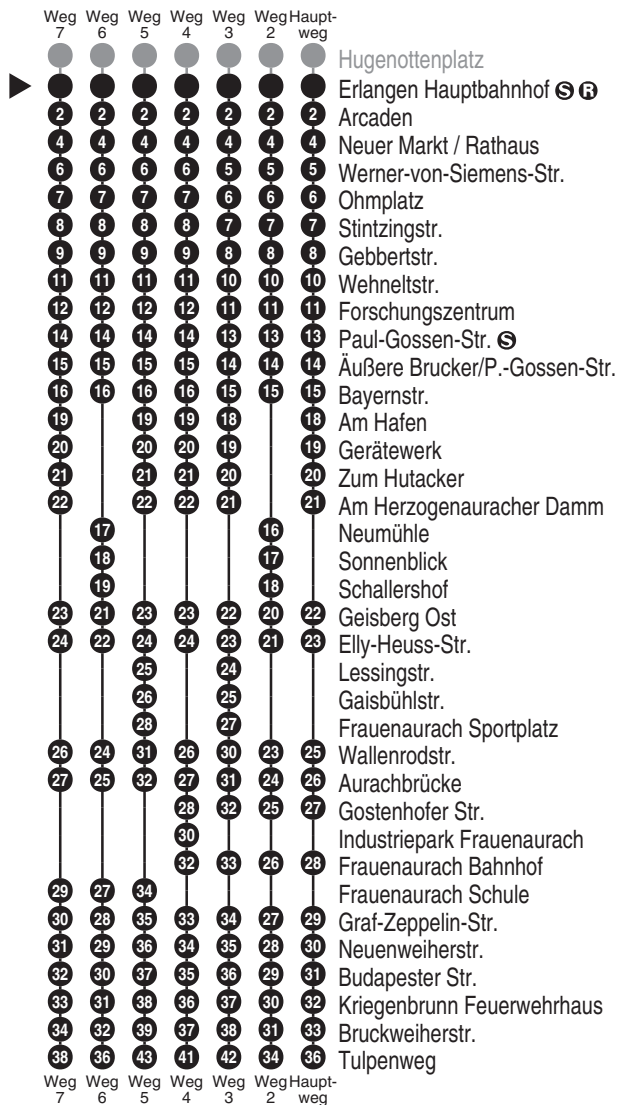 Weg Weg Weg Weg Weg Weg Haupt-
7 6 5 4 3 2 weg
Hugenottenplatz
Erlangen Hauptbahnhof S R
2 2 2 2 2 2 2 Arcaden
4 4 4 4 4 4 4 Neuer Markt / Rathaus
6 6 6 6 5 5 5 Werner-von-Siemens-Str.
7 7 7 7 6 6 6 Ohmplatz
8 8 8 8 7 7 7 Stintzingstr.
9 9 9 9 8 8 8 Gebbertstr.
11 11 11 11 10 10 10 Wehneltstr.
12 12 12 12 11 11 11 Forschungszentrum
14 14 14 14 13 13 13 Paul-Gossen-Str. S
15 15 15 15 14 14 14 Äußere Brucker/P.-Gossen-Str.
16 16 16 16 15 15 15 Bayernstr.
19 19 19 18 18 Am Hafen
20 20 20 19 19 Gerätewerk
21 21 21 20 20 Zum Hutacker
22 22 22 21 21 Am Herzogenauracher Damm
17 16 Neumühle
18 17 Sonnenblick
19 18 Schallershof
23 21 23 23 22 20 22 Geisberg Ost
24 22 24 24 23 21 23 Elly-Heuss-Str.
25 24 Lessingstr.
26 25 Gaisbühlstr.
28 27 Frauenaurach Sportplatz
26 24 31 26 30 23 25 Wallenrodstr.
27 25 32 27 31 24 26 Aurachbrücke
28 32 25 27 Gostenhofer Str.
30 Industriepark Frauenaurach
32 33 26 28 Frauenaurach Bahnhof
29 27 34 Frauenaurach Schule
30 28 35 33 34 27 29 Graf-Zeppelin-Str.
31 29 36 34 35 28 30 Neuenweiherstr.
32 30 37 35 36 29 31 Budapester Str.
33 31 38 36 37 30 32 Kriegenbrunn Feuerwehrhaus
34 32 39 37 38 31 33 Bruckweiherstr.
38 36 43 41 42 34 36 Tulpenweg
Weg Weg Weg Weg Weg Weg Haupt-
7 6 5 4 3 2 weg